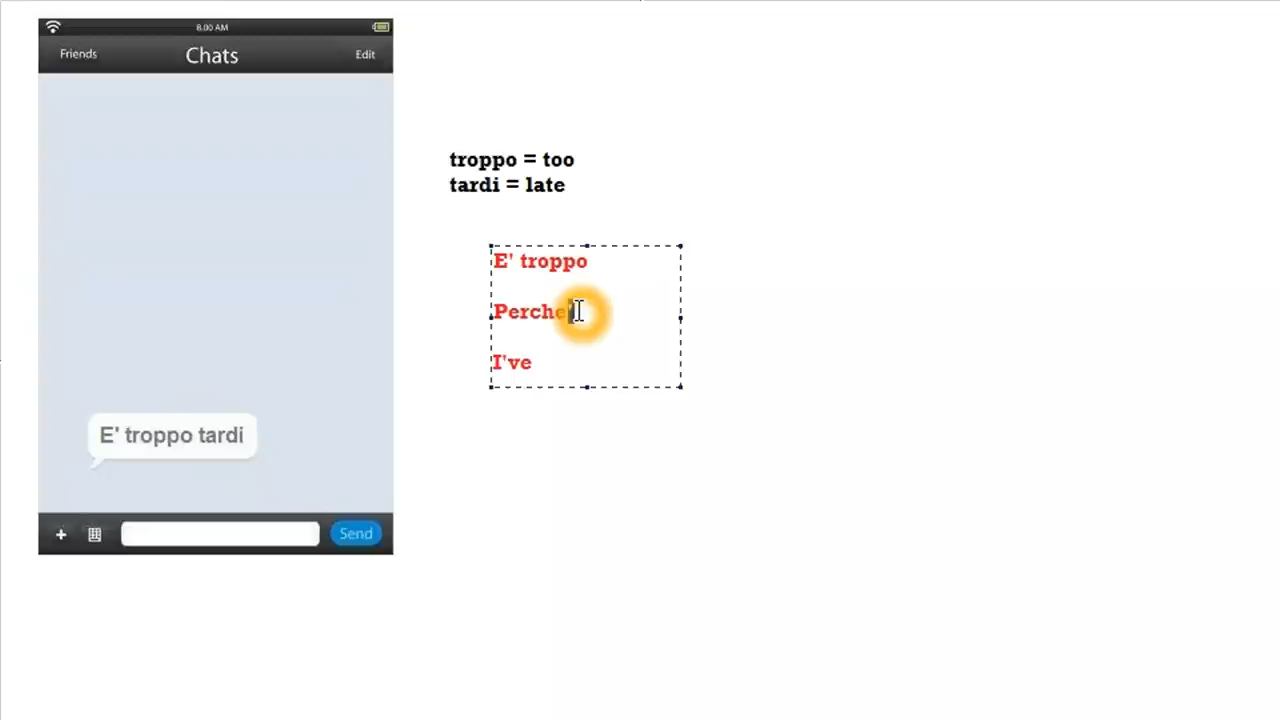 8.00 AM
Friends Chats Edit
troppo = too
tardi = late
E' troppo
Perche'
I've
E' troppo tardi
+ Send